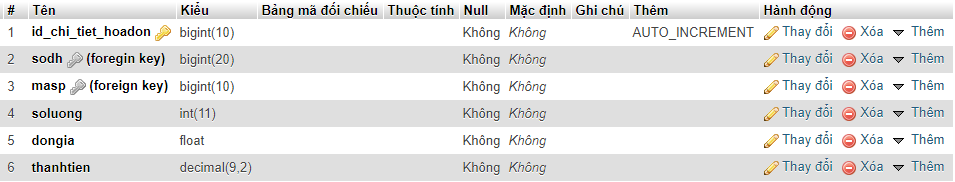 # Tên Kiểu Bảng mã đối chiếu Thuộc tính Null Mặc định Ghi chú Thêm Hành động
1 id_chi_tiet_hoadon bigint(10) Không Không AUTO_INCREMENT Thay đổi Xóa Thêm
2 sodh (foregin key) bigint(20) Không Không Thay đổi Xóa Thêm
3 masp (foreign key) bigint(10) Không Không Thay đổi Xóa Thêm
4 soluong int(11) Không Không Thay đổi Xóa Thêm
5 dongia float Không Không Thay đổi Xóa Thêm
6 thanhtien decimal(9,2) Không Không Thay đổi Xóa Thêm